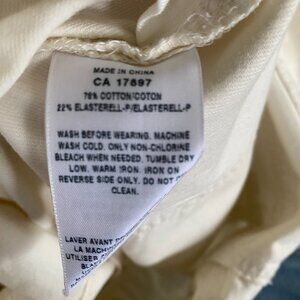 MADE IN CHINA
CA 17897
78% COTTON/COTON
22% ELASTERELL-P/ELASTERELL-P
WASH BEFORE WEARING, MACHINE
WASH COLD. ONLY NON-CHLORINE
BLEACH WHEN NEEDED. TUMBLE DRY
LOW. WARM IRON. IRON ON
REVERSE SIDE ONLY. DO NOT DRY
CLEAN.
LAVER AVANT DE
LA MACHINE
UTILISER